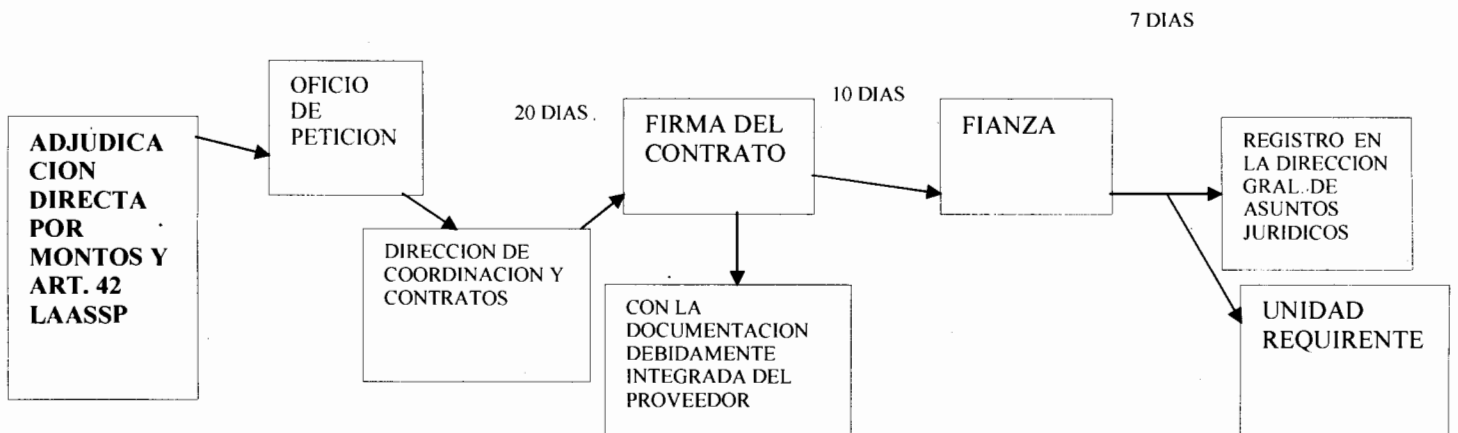 7 DIAS
ADJUDICA
CION
DIRECTA
POR
MONTOS Y
ART. 42
LAASSP
OFICIO
DE
PETICION
DIRECCION DE
COORDINACION Y
CONTRATOS
20 DIAS.
FIRMA DEL
CONTRATO
CON LA
DOCUMENTACION
DEBIDAMENTE
INTEGRADA DEL
PROVEEDOR
10 DIAS
FIANZA
REGISTRO EN
LA DIRECCION
GRAL. DE
ASUNTOS
JURIDICOS
UNIDAD
REQUIRENTE